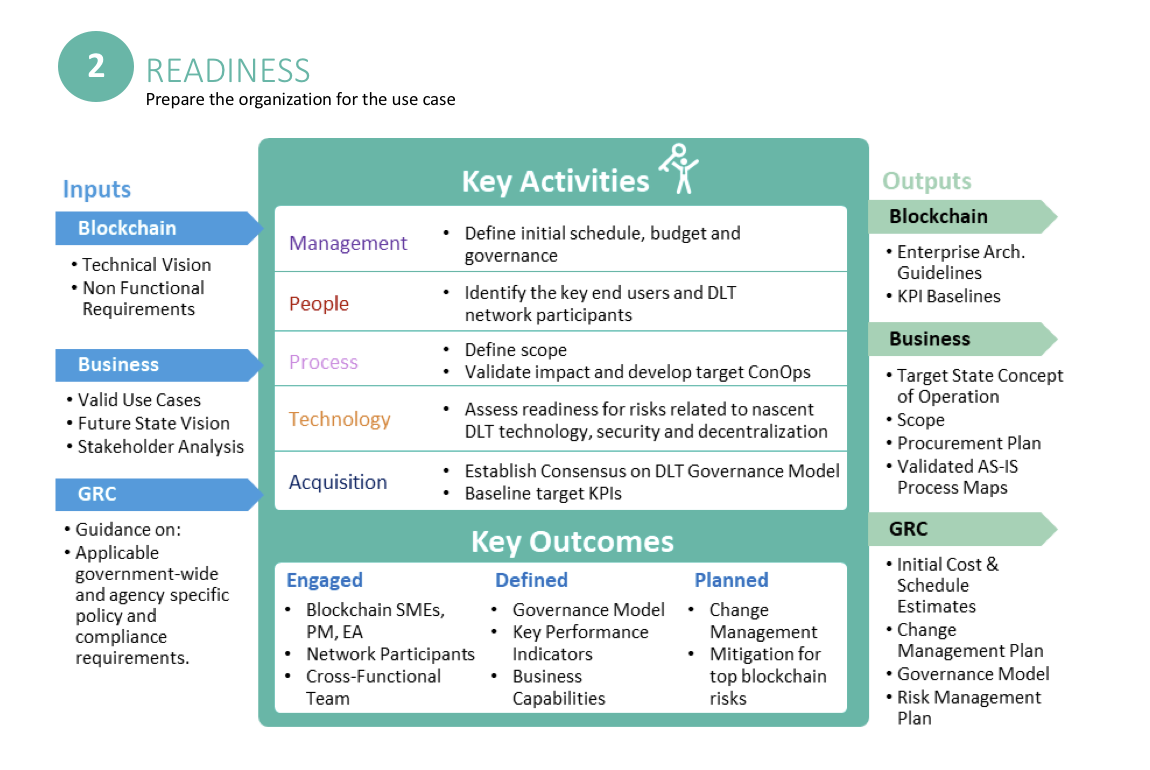 2
READINESS
Prepare the organization for the use case
Inputs
Blockchain
• Technical Vision
• Non Functional
Requirements
Business
• Valid Use Cases
• Future State Vision
• Stakeholder Analysis
GRC
• Guidance on:
• Applicable
government-wide
and agency specific
policy and
compliance
requirements.
Key Activities
Management
• Define initial schedule, budget and
governance
People
• Identify the key end users and DLT
network participants
Process
• Define scope
• Validate impact and develop target ConOps
Technology
• Assess readiness for risks related to nascent
DLT technology, security and decentralization
Acquisition
• Establish Consensus on DLT Governance Model
• Baseline target KPIs
Key Outcomes
Engaged
• Blockchain SMEs,
PM, EA
• Network Participants
• Cross-Functional
Team
Defined
• Governance Model
• Key Performance
Indicators
• Business
Capabilities
Planned
• Change
Management
• Mitigation for
top blockchain
risks
Outputs
Blockchain
• Enterprise Arch.
Guidelines
• KPI Baselines
Business
• Target State Concept
of Operation
• Scope
• Procurement Plan
• Validated AS-IS
Process Maps
GRC
• Initial Cost &
Schedule
Estimates
• Change
Management Plan
• Governance Model
• Risk Management
Plan